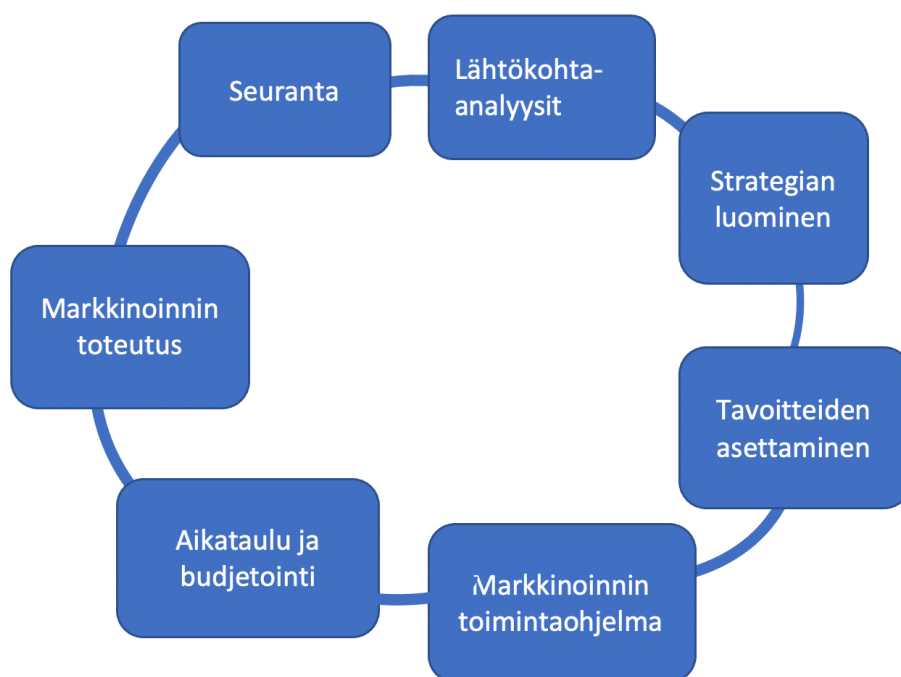 Lähtökohta-
analyysit
Strategian
luominen
Tavoitteiden
asettaminen
Markkinoinnin
toimintaohjelma
Aikataulu ja
budjetointi
Markkinoinnin
toteutus
Seuranta